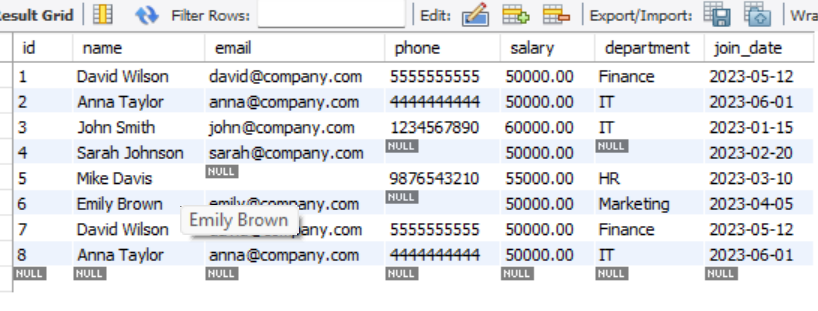 esult Grid Filter Rows: Edit: Export/Import: Wra
id name email phone salary department join_date
1 David Wilson david@company.com 5555555555 50000.00 Finance 2023-05-12
2 Anna Taylor anna@company.com 4444444444 50000.00 IT 2023-06-01
3 John Smith john@company.com 1234567890 60000.00 IT 2023-01-15
4 Sarah Johnson sarah@company.com NULL 50000.00 NULL 2023-02-20
5 Mike Davis NULL 9876543210 55000.00 HR 2023-03-10
6 Emily Brown emily@company.com NULL 50000.00 Marketing 2023-04-05
Emily Brown
7 David Wilson any.com 5555555555 50000.00 Finance 2023-05-12
8 Anna Taylor anna@company.com 4444444444 50000.00 IT 2023-06-01
NULL NULL NULL NULL NULL NULL NULL